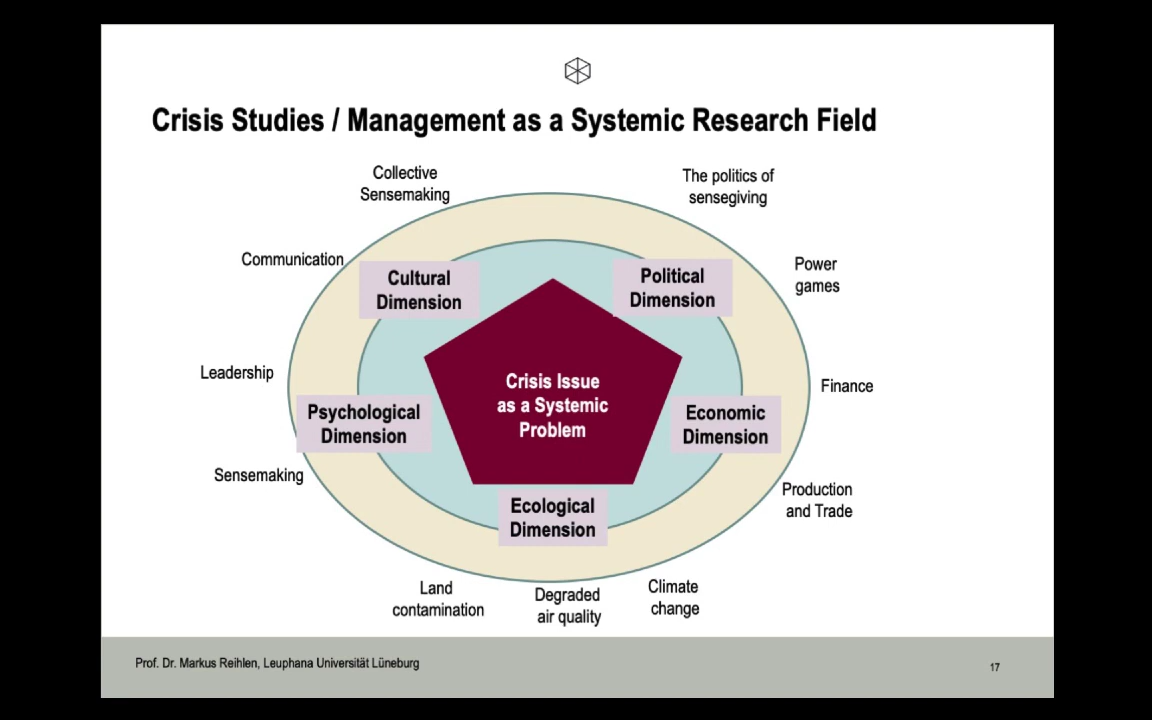 Crisis Studies / Management as a Systemic Research Field
Collective
Sensemaking
The politics of
sensegiving
Communication
Cultural
Dimension
Political
Dimension
Power
games
Leadership
Crisis Issue
as a Systemic
Problem
Finance
Psychological
Dimension
Economic
Dimension
Sensemaking
Production
and Trade
Ecological
Dimension
Land
contamination
Degraded
air quality
Climate
change
Prof. Dr. Markus Reihlen, Leuphana Universität Lüneburg
17